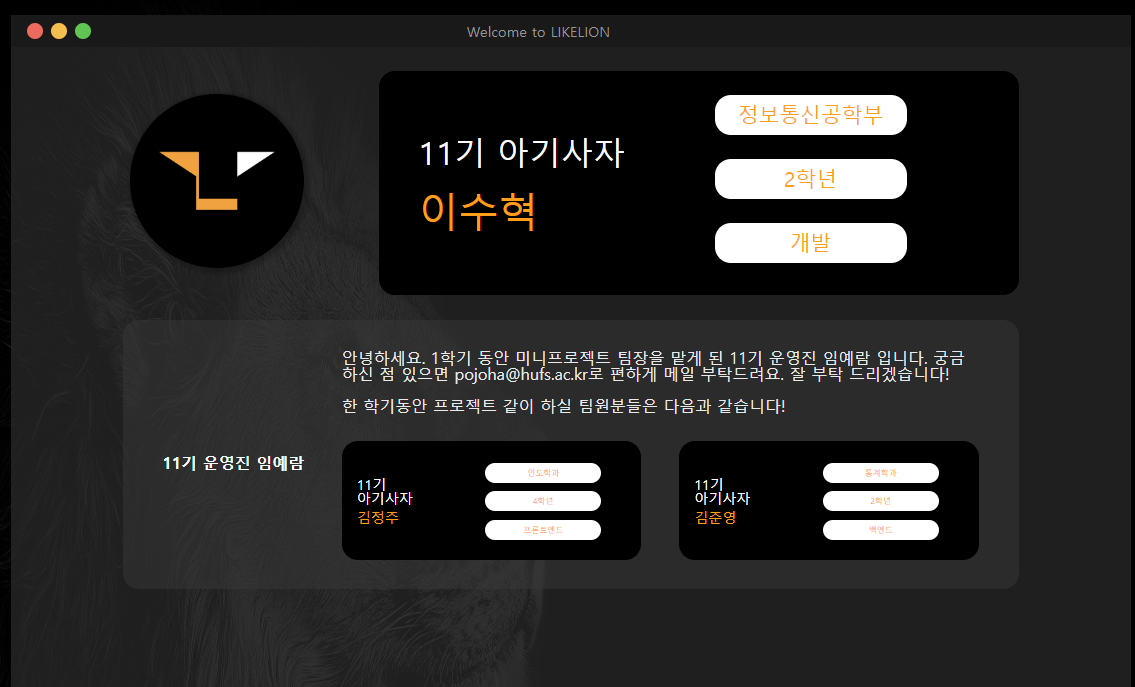 Welcome to LIKELION
11기 아기사자
이수혁
정보통신공학부
2학년
개발
11기 운영진 임예람
안녕하세요. 1학기 동안 미니프로젝트 팀장을 맡게 된 11기 운영진 임예람 입니다. 궁금
하신 점 있으면 pojoha@hufs.ac.kr로 편하게 메일 부탁드려요. 잘 부탁 드리겠습니다!
한 학기동안 프로젝트 같이 하실 팀원분들은 다음과 같습니다!
11기
아기사자
김정주
인도학과
4학년
프론트엔드
11기
아기사자
김준영
통계학과
2학년
백엔드